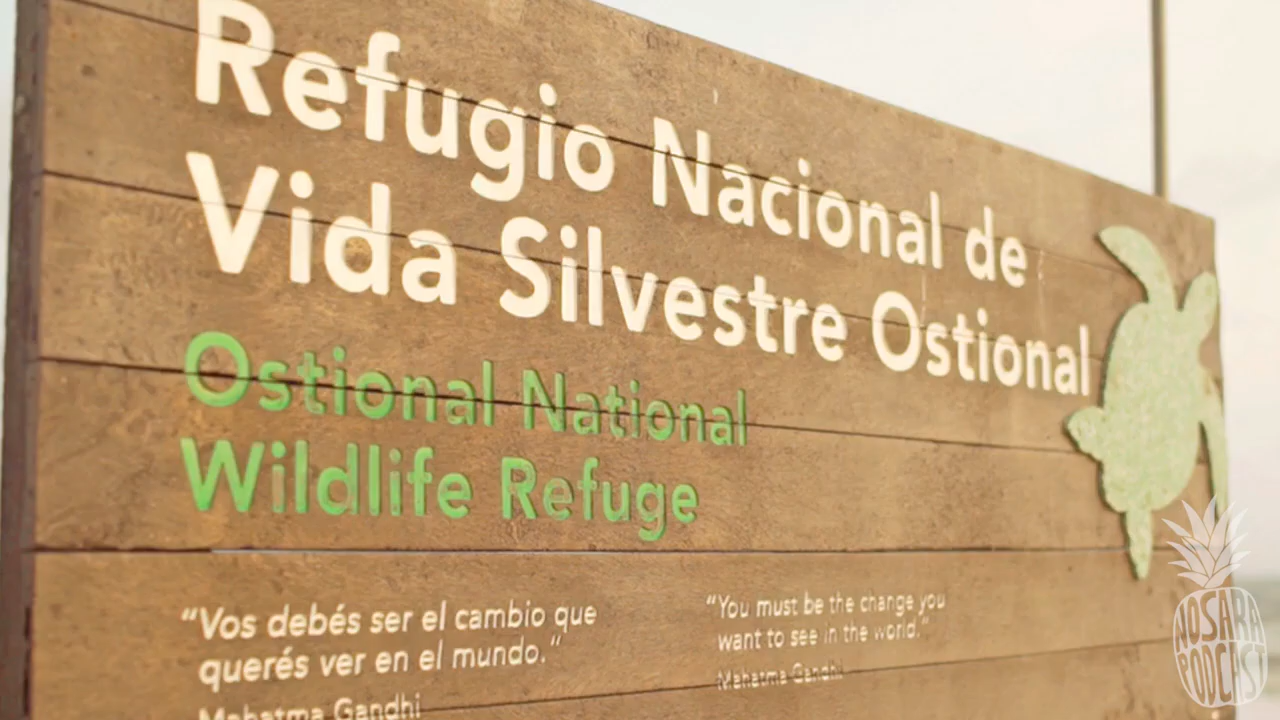 Refugio Nacional de
Vida Silvestre Ostional
Ostional National
Wildlife Refuge
“Vos debés ser el cambio que
querés ver en el mundo.“
Mahatma Gandhi
“You must be the change you
want to see in the world.“
Mahatma Gandhi
NOSARA
PODCAST